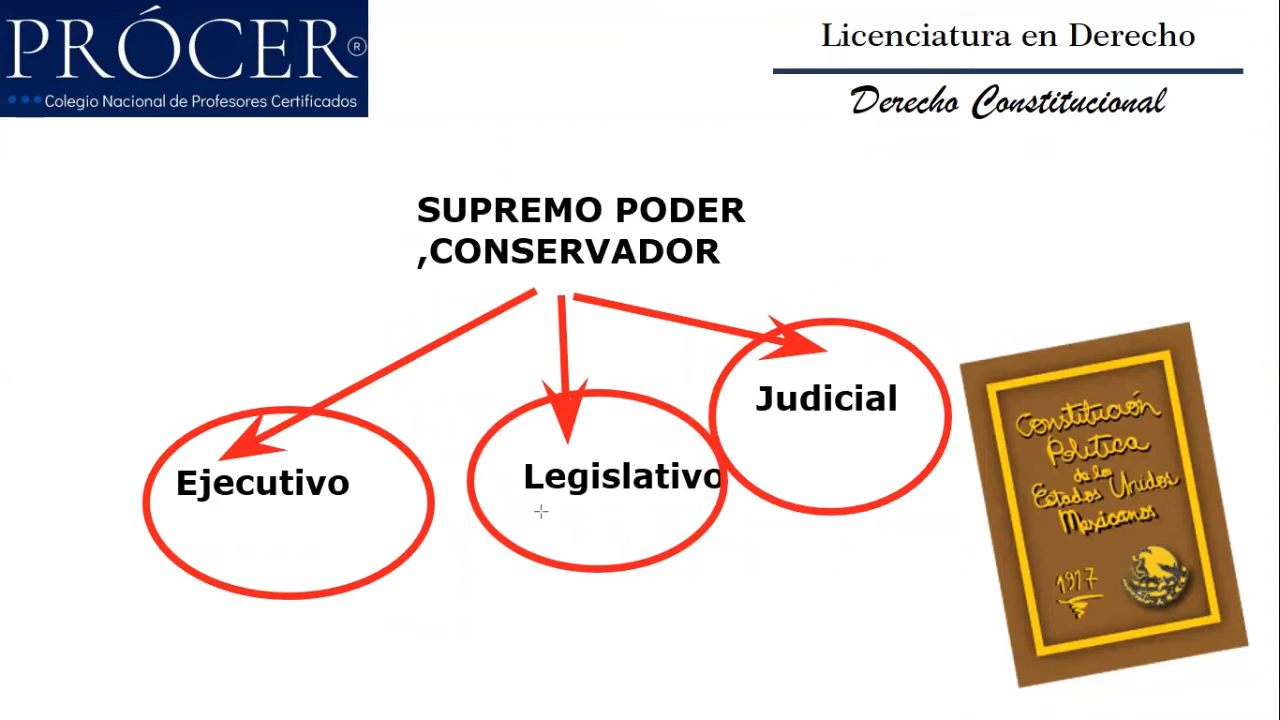 PRÓCER®
Colegio Nacional de Profesores Certificados
Licenciatura en Derecho
Derecho Constitucional
SUPREMO PODER
,CONSERVADOR
Ejecutivo
Legislativo
Judicial
Constitución
Política
de los
Estados Unidos
Mexicanos
1917